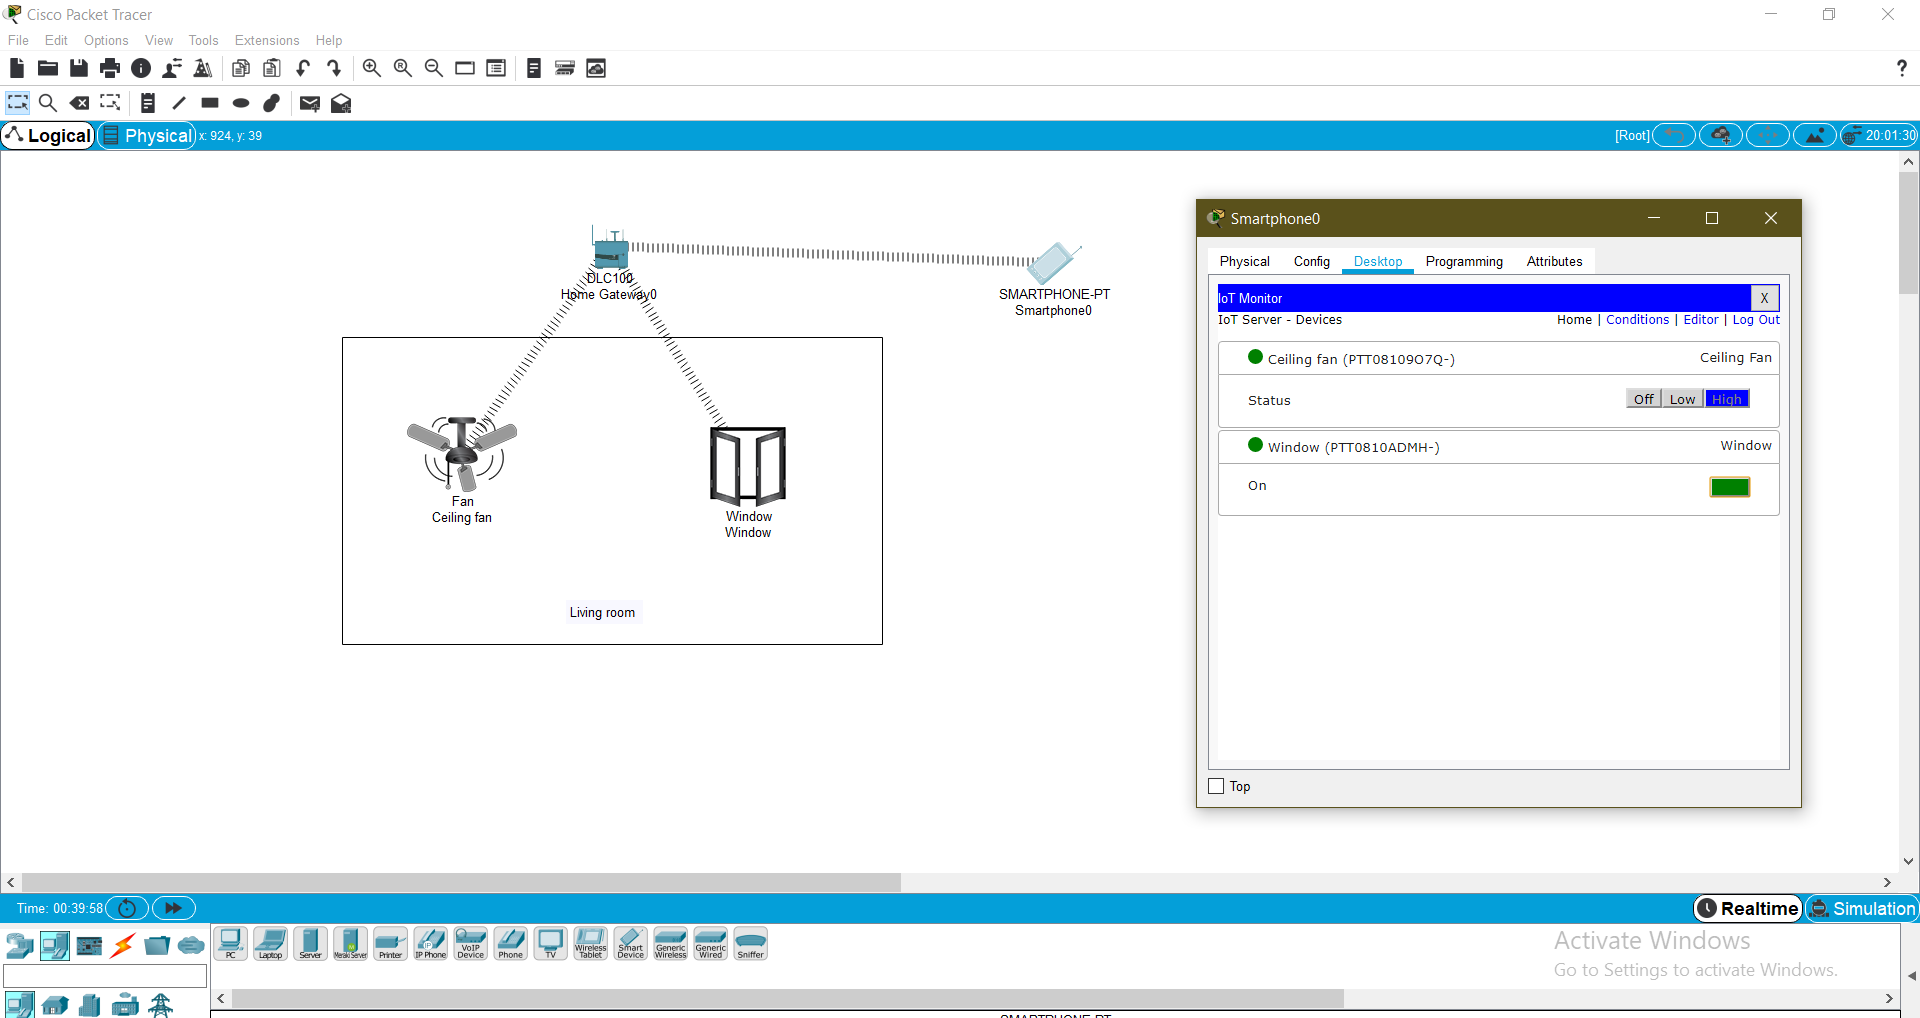 Cisco Packet Tracer
File Edit Options View Tools Extensions Help
?
Logical Physical x: 924, y: 39 [Root] 20:01:30
DLC100
Home Gateway0
SMARTPHONE-PT
Smartphone0
Fan
Ceiling fan
Window
Window
Living room
Smartphone0
Physical Config Desktop Programming Attributes
IoT Monitor X
IoT Server - Devices Home | Conditions | Editor | Log Out
Ceiling fan (PTT08109O7Q-) Ceiling Fan
Status Off Low High
Window (PTT0810ADMH-) Window
On
Top
Time: 00:39:58 Realtime Simulation
PC Laptop Server Meraki Server Printer IP Phone VoIP Device Phone TV Wireless Tablet Smart Device Generic Wireless Generic Wired Sniffer
Activate Windows
Go to Settings to activate Windows.
SMARTPHONE-PT